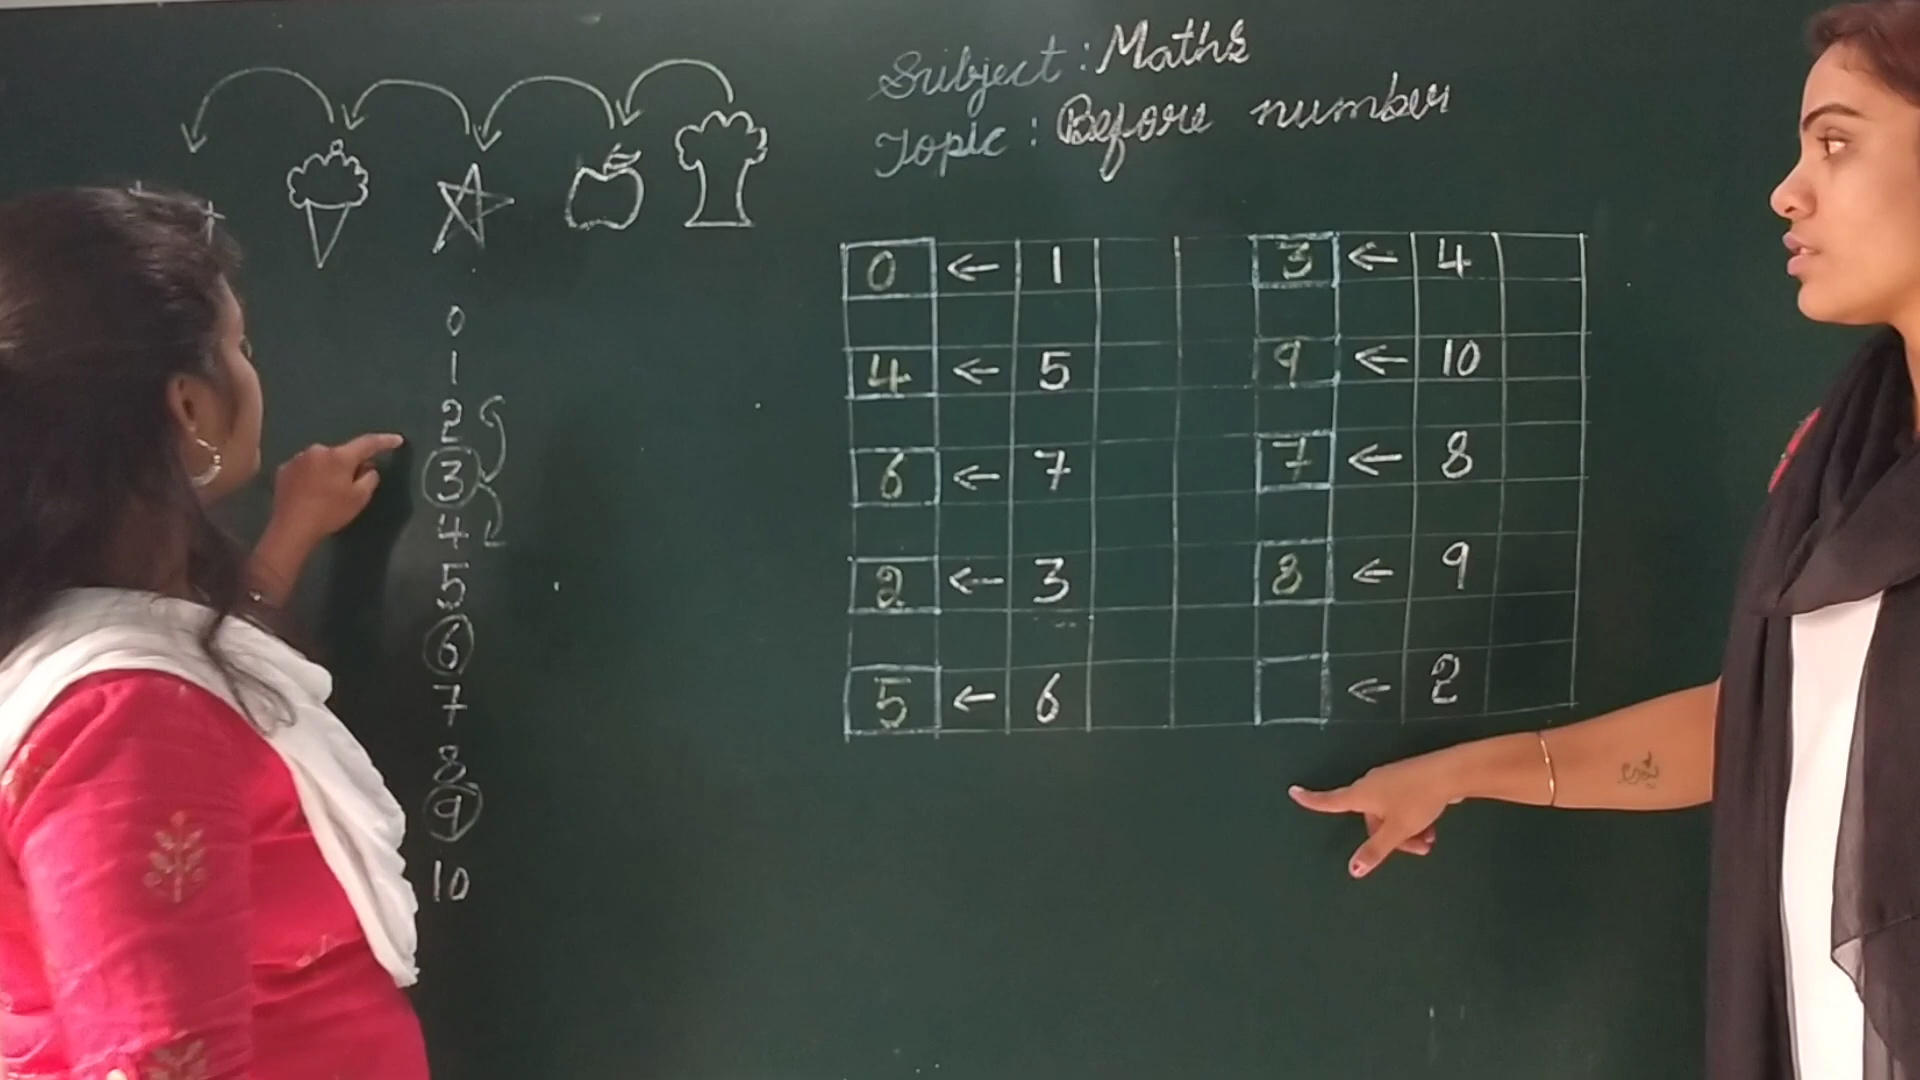 Subject : Maths
Topic : Before number
0
1
2
3
4
5
6
7
8
9
10
0 ← 1 3 ← 4
4 ← 5 9 ← 10
6 ← 7 7 ← 8
2 ← 3 8 ← 9
5 ← 6 ← 2